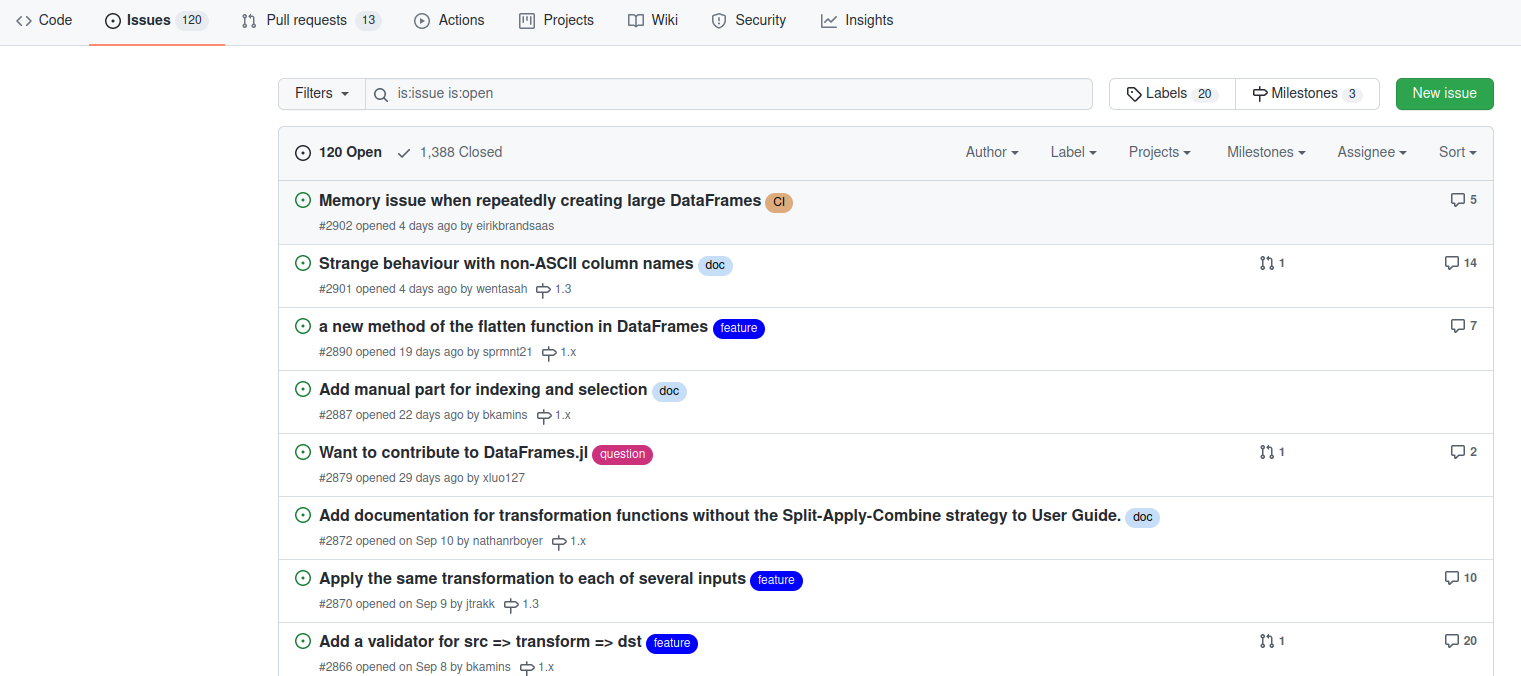 Code Issues 120 Pull requests 13 Actions Projects Wiki Security Insights
Filters is:issue is:open Labels 20 Milestones 3 New issue
120 Open 1,388 Closed Author Label Projects Milestones Assignee Sort
Memory issue when repeatedly creating large DataFrames CI 5
#2902 opened 4 days ago by eirikbrandsaas
Strange behaviour with non-ASCII column names doc 1 14
#2901 opened 4 days ago by wentasah 1.3
a new method of the flatten function in DataFrames feature 7
#2890 opened 19 days ago by sprmnt21 1.x
Add manual part for indexing and selection doc
#2887 opened 22 days ago by bkamins 1.x
Want to contribute to DataFrames.jl question 1 2
#2879 opened 29 days ago by xluo127
Add documentation for transformation functions without the Split-Apply-Combine strategy to User Guide. doc
#2872 opened on Sep 10 by nathanrboyer 1.x
Apply the same transformation to each of several inputs feature 10
#2870 opened on Sep 9 by jtrakk 1.3
Add a validator for src => transform => dst feature 1 20
#2866 opened on Sep 8 by bkamins 1.x